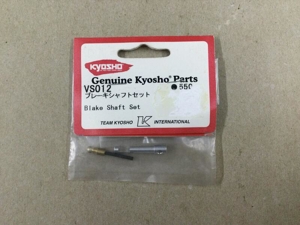 KYOSHO
Genuine Kyosho Parts
VS012
●550
ブレーキシャフトセット
Blake Shaft Set
TEAM KYOSHO K INTERNATIONAL